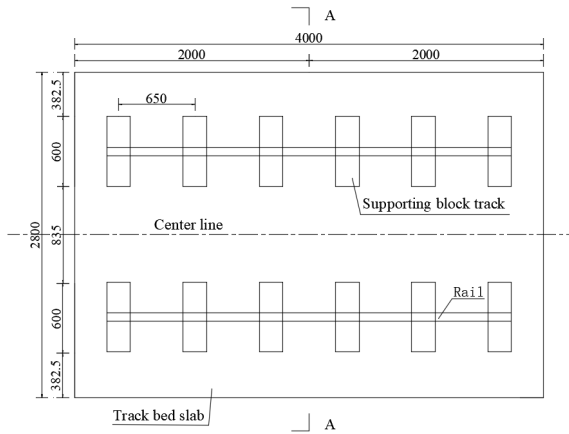 A
4000
2000
2000
382.5
650
600
Supporting block track
Center line
2800
835
Rail
600
382.5
Track bed slab
A